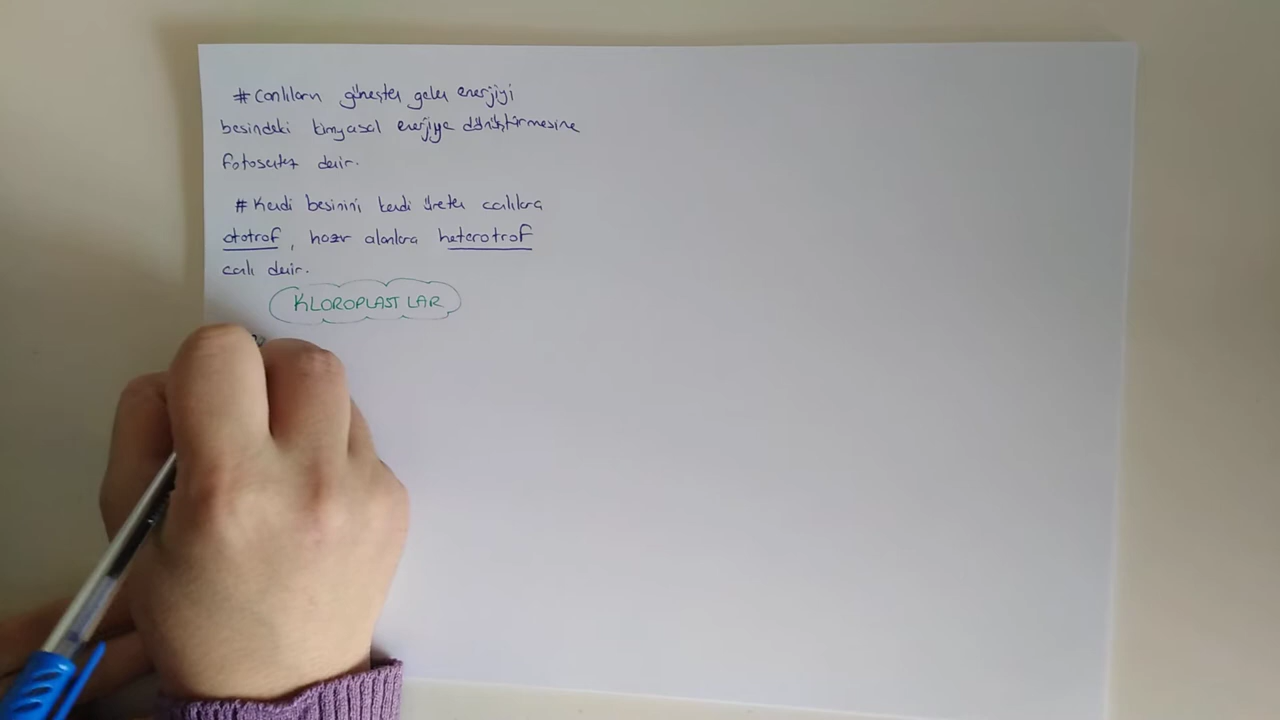 # Canlıların güneşten gelen enerjiyi
besindeki kimyasal enerjiye dönüştürmesine
fotosentez denir.
# Kendi besinini kendi üreten canlılara
ototrof, hazır alanlara heterotrof
canlı denir.
KLOROPLASTLAR